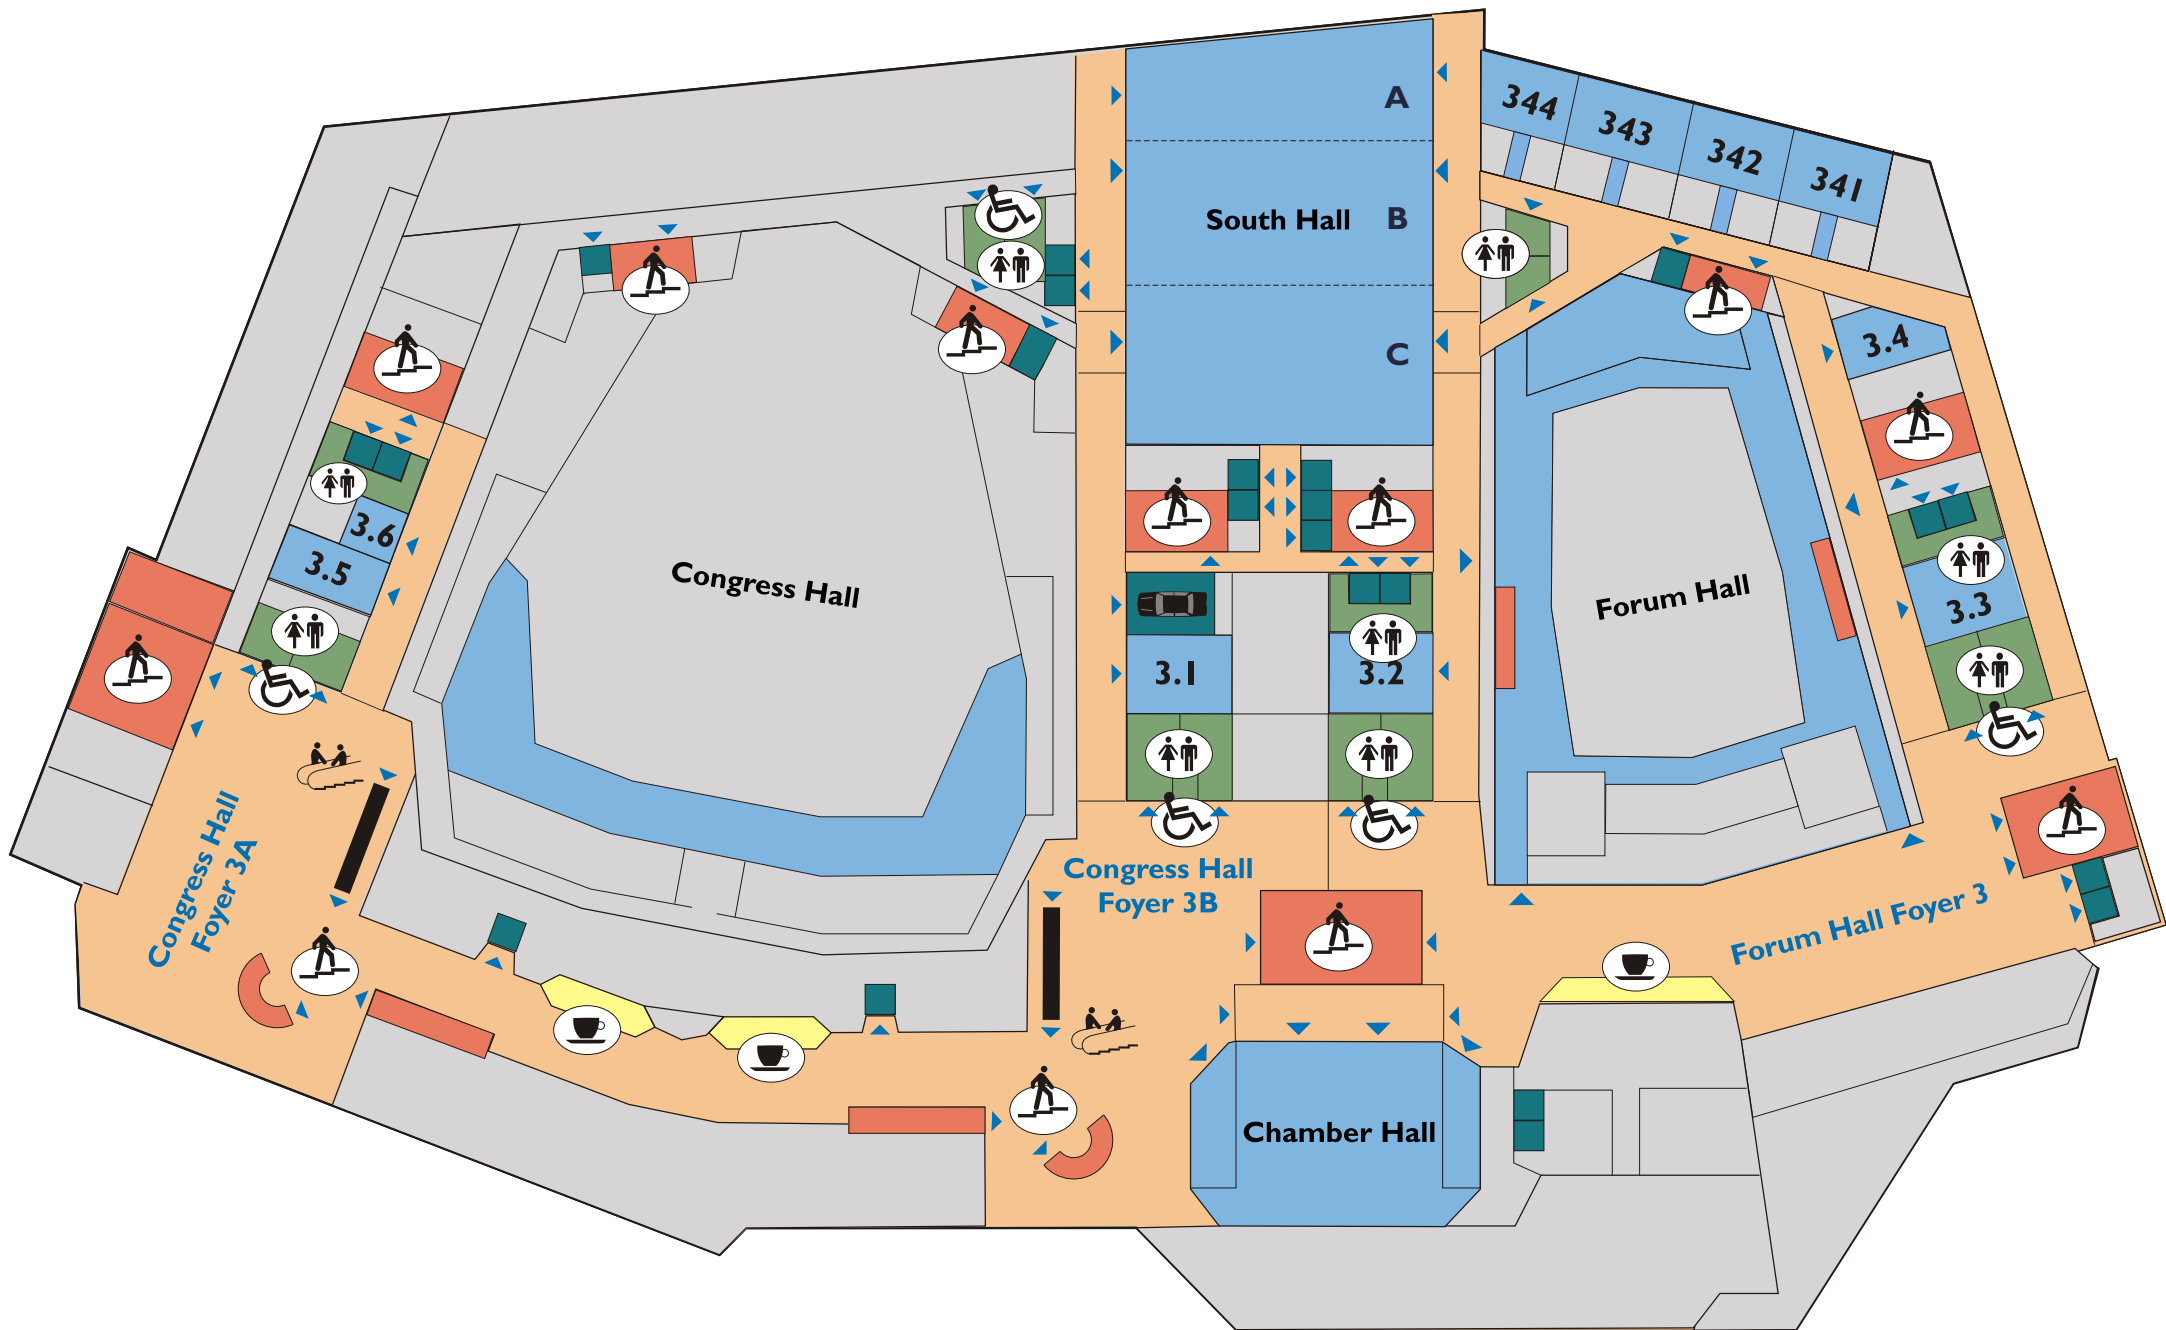 A
344
343
342
341
South Hall
B
C
3.4
3.6
3.5
Congress Hall
Forum Hall
3.3
3.1
3.2
Congress Hall
Foyer 3A
Congress Hall
Foyer 3B
Forum Hall Foyer 3
Chamber Hall